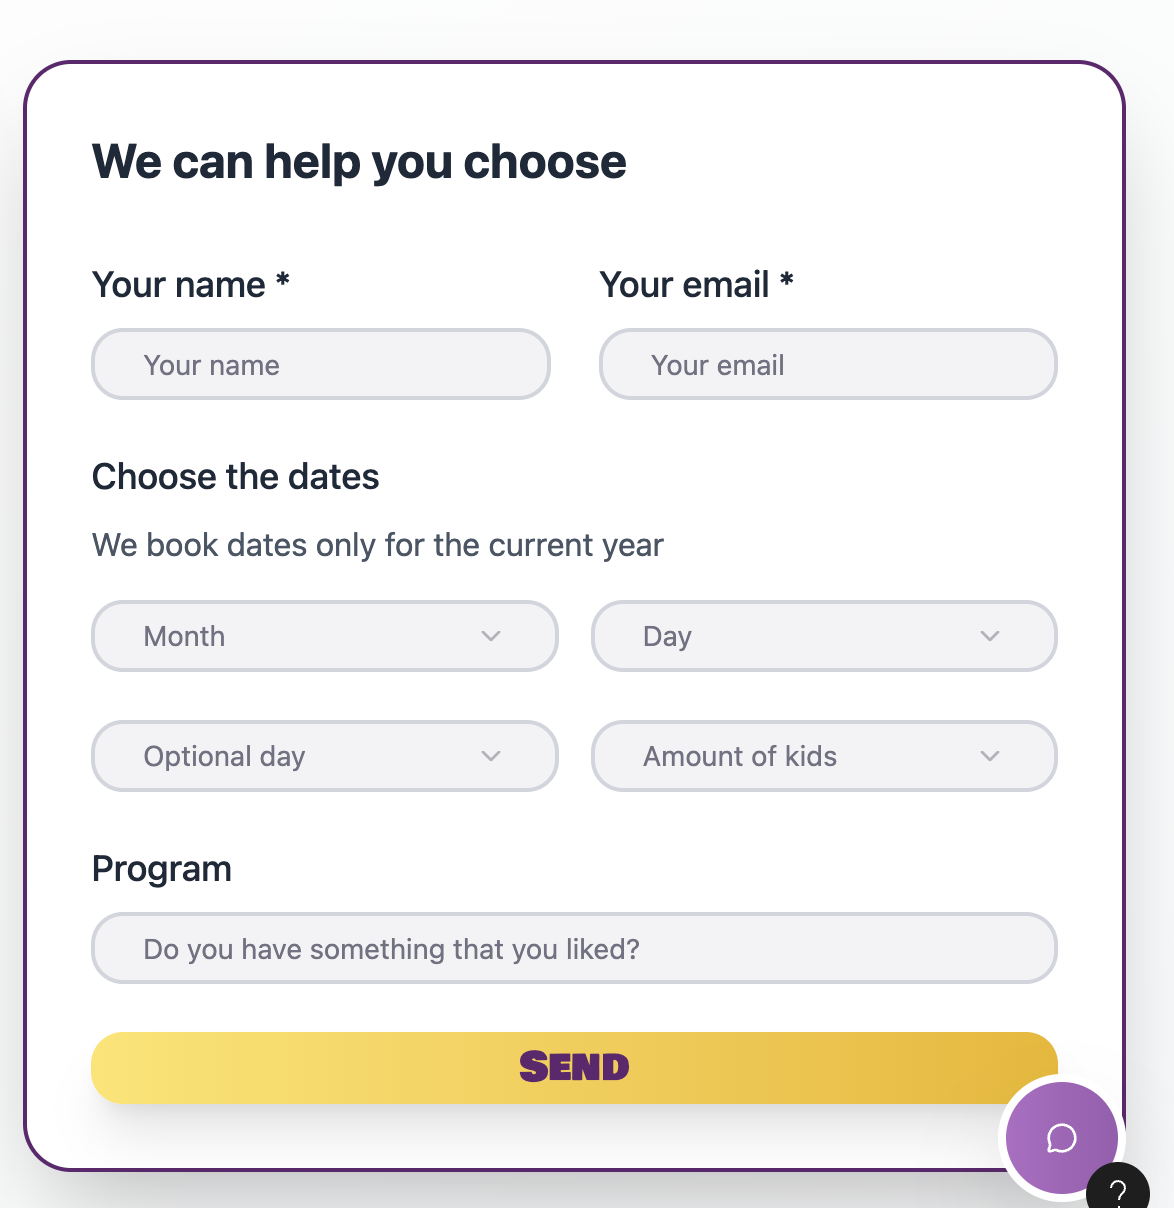 We can help you choose
Your name *
Your email *
Your name
Your email
Choose the dates
We book dates only for the current year
Month
Day
Optional day
Amount of kids
Program
Do you have something that you liked?
SEND
?